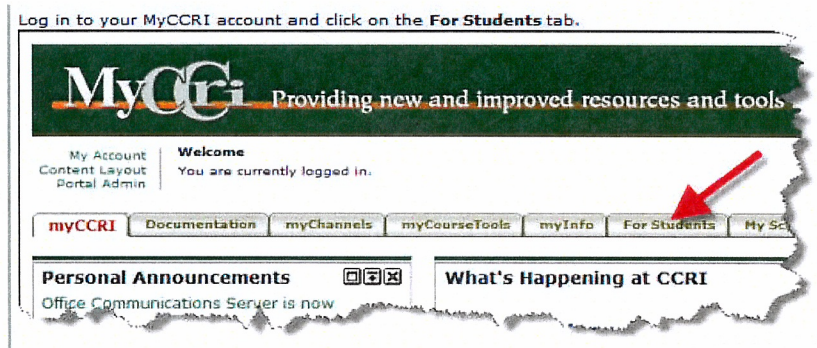 Log in to your MyCCRI account and click on the For Students tab.
MyCCri Providing new and improved resources and tools
My Account
Content Layout
Portal Admin
Welcome
You are currently logged in.
myCCRI Documentation myChannels myCourseTools myInfo For Students My Sc
Personal Announcements
Office Communications Server is now
What's Happening at CCRI